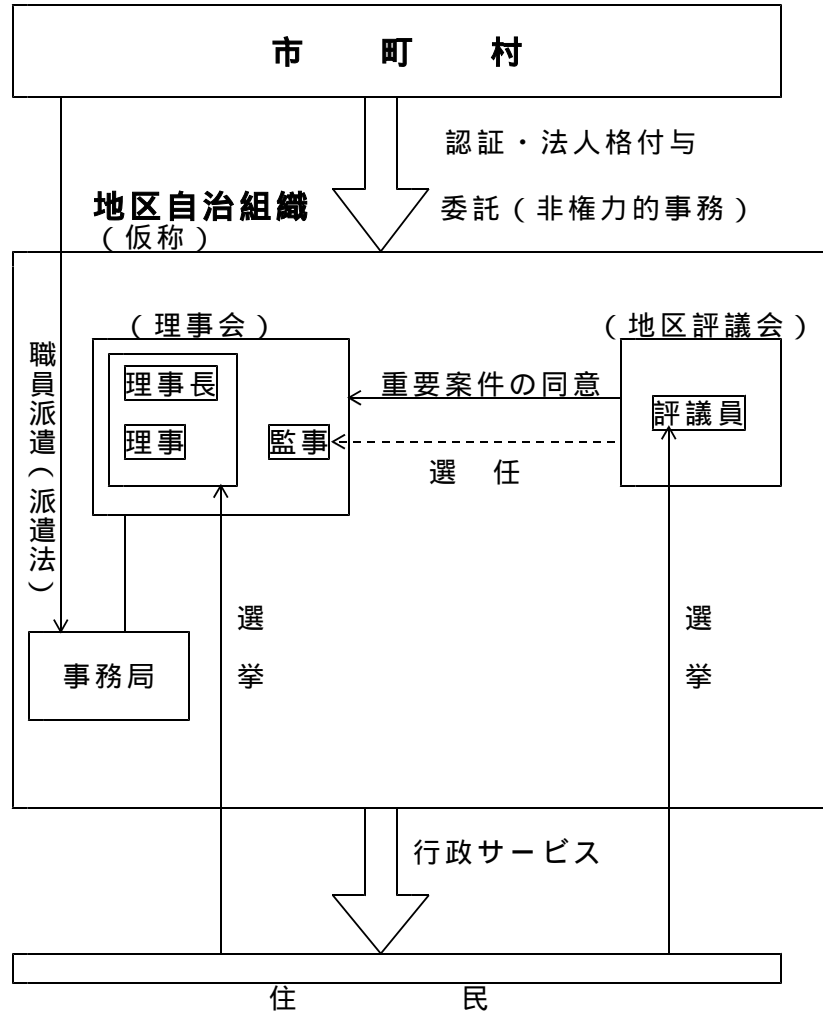 市　町　村
認証・法人格付与
委託(非権力的事務)
地区自治組織
(仮称)
(理事会)
(地区評議会)
職員派遣(派遣法)
理事長
理事
監事
重要案件の同意
選　任
評議員
選挙
選挙
事務局
行政サービス
住　民